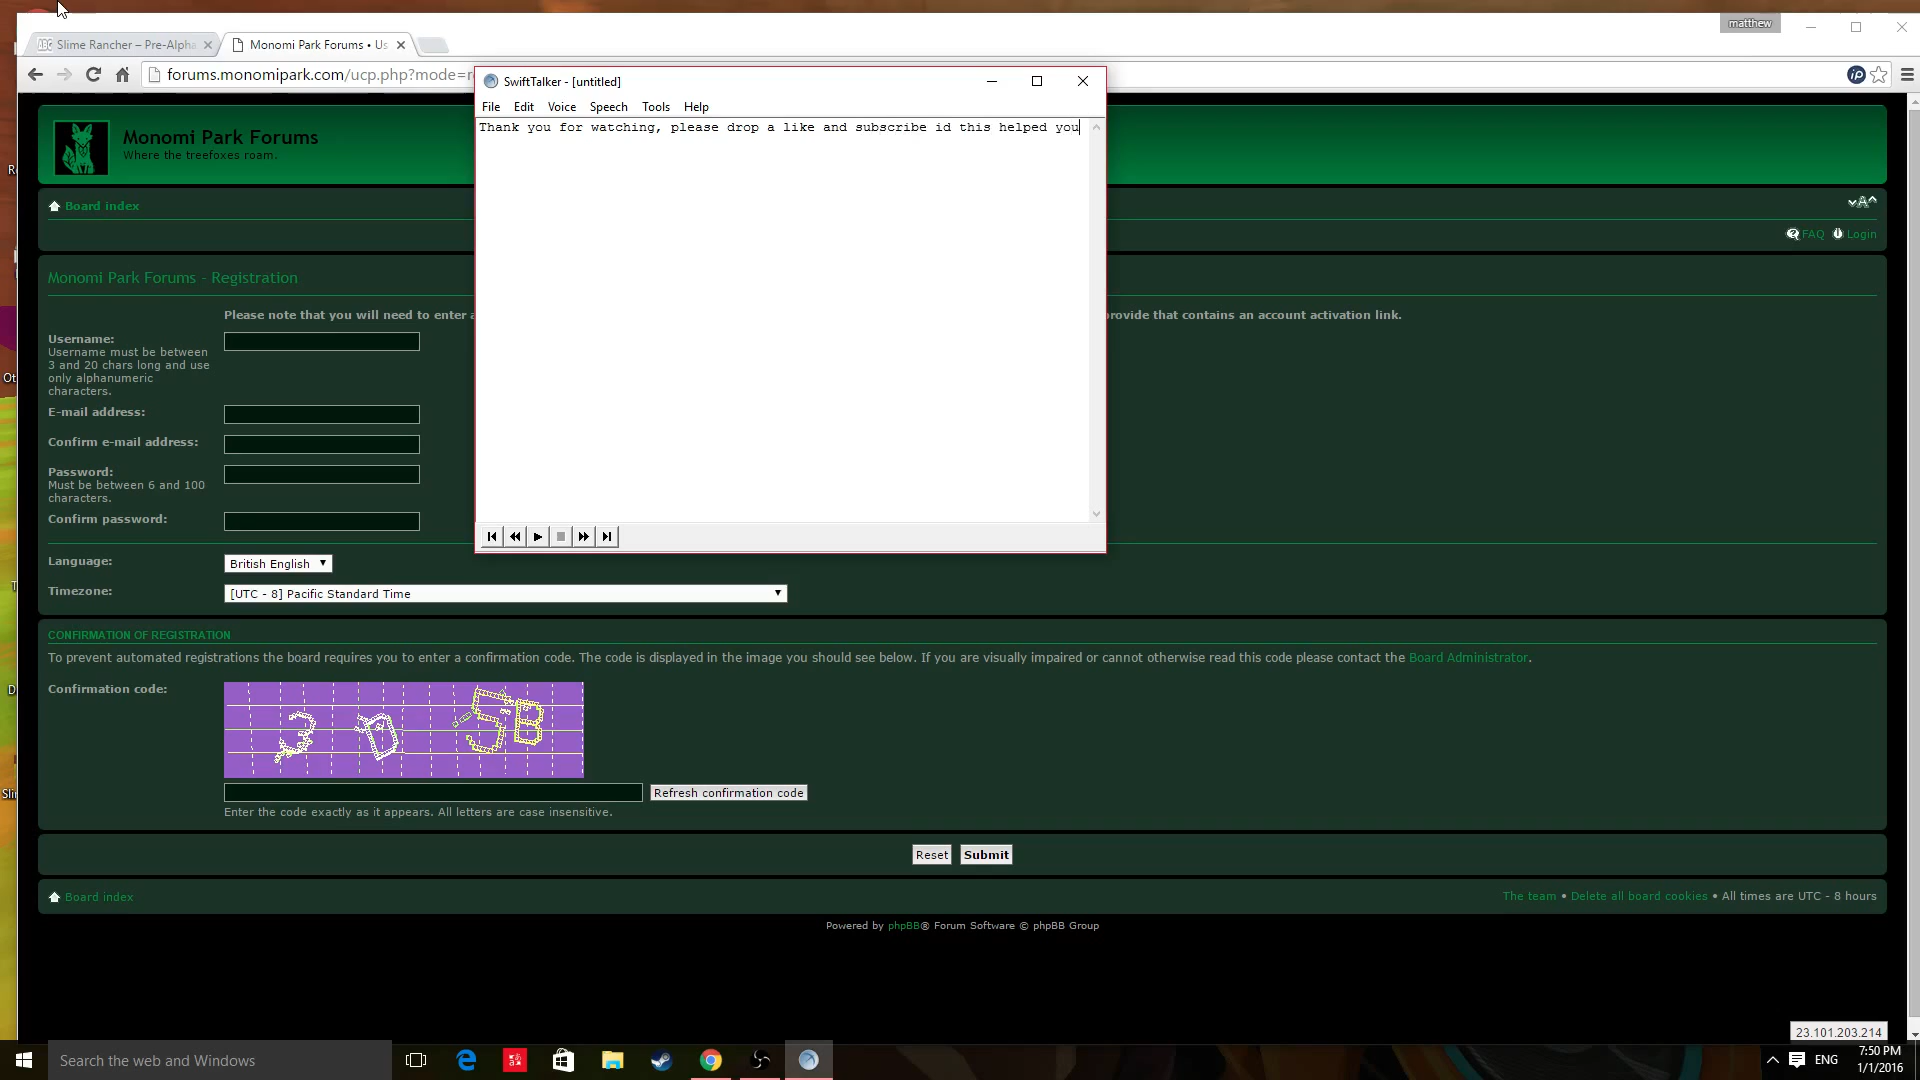 matthew
Slime Rancher – Pre-Alpha
Monomi Park Forums • Us
forums.monomipark.com/ucp.php?mode=r
SwiftTalker - [untitled]
File Edit Voice Speech Tools Help
Thank you for watching, please drop a like and subscribe id this helped you
Monomi Park Forums
Where the treefoxes roam.
Board index
FAQ Login
Monomi Park Forums - Registration
Please note that you will need to enter a
rovide that contains an account activation link.
Username:
Username must be between
3 and 20 chars long and use
only alphanumeric
characters.
E-mail address:
Confirm e-mail address:
Password:
Must be between 6 and 100
characters.
Confirm password:
Language:
British English
Timezone:
[UTC - 8] Pacific Standard Time
CONFIRMATION OF REGISTRATION
To prevent automated registrations the board requires you to enter a confirmation code. The code is displayed in the image you should see below. If you are visually impaired or cannot otherwise read this code please contact the Board Administrator.
Confirmation code:
3 D 5B
Refresh confirmation code
Enter the code exactly as it appears. All letters are case insensitive.
Reset Submit
Board index
The team • Delete all board cookies • All times are UTC - 8 hours
Powered by phpBB® Forum Software © phpBB Group
23.101.203.214
Search the web and Windows
ENG
7:50 PM
1/1/2016